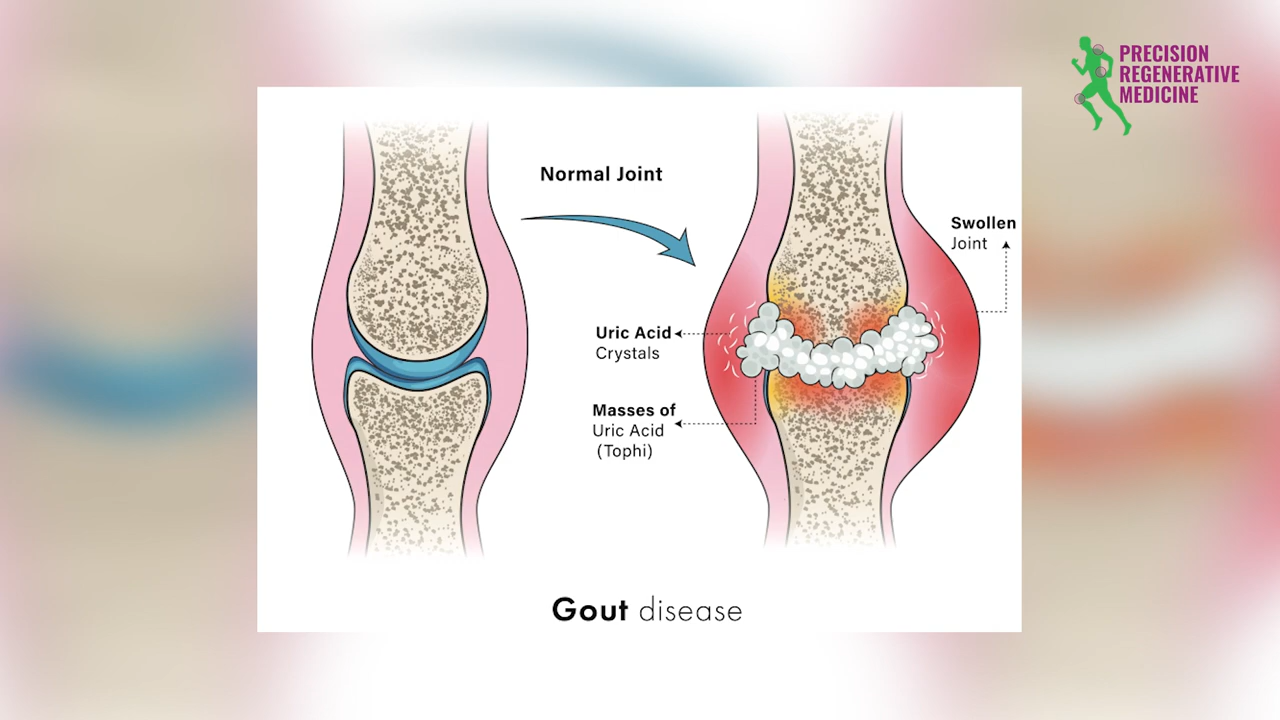 PRECISION
REGENERATIVE
MEDICINE
Normal Joint
Swollen
Joint
Uric Acid
Crystals
Masses of
Uric Acid
(Tophi)
Gout disease